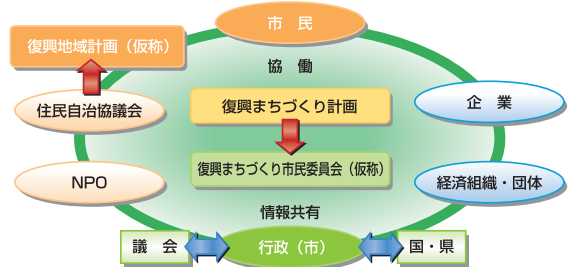 市　民
復興地域計画（仮称）
協　働
住民自治協議会
復興まちづくり計画
企　業
復興まちづくり市民委員会（仮称）
NPO
経済組織・団体
情報共有
議　会
行政（市）
国・県